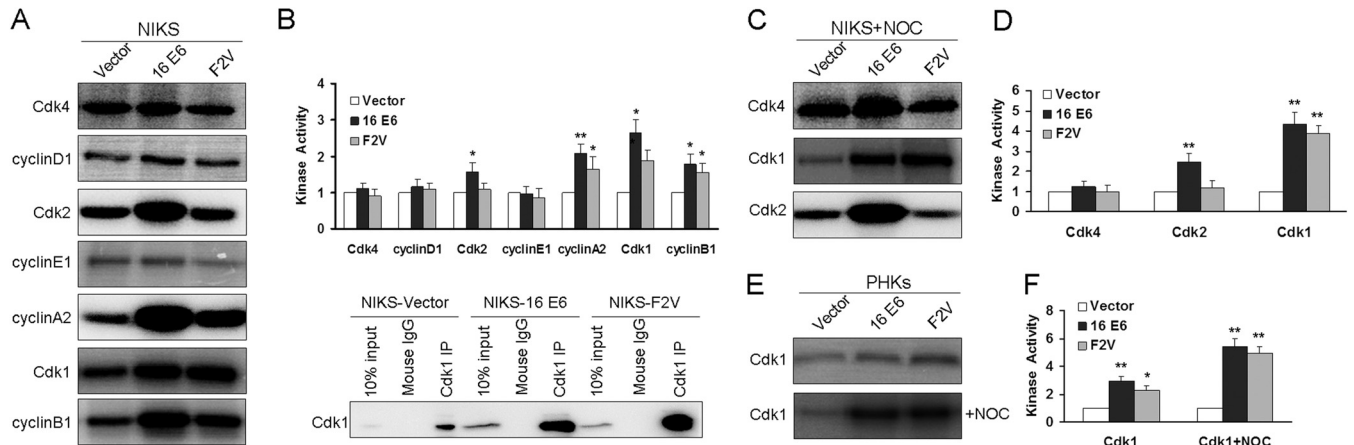 A
NIKS
Vector 16 E6 F2V
Cdk4
cyclinD1
Cdk2
cyclinE1
cyclinA2
Cdk1
cyclinB1
B
Kinase Activity
4
3
2
1
0
Vector
16 E6
F2V
* ** * * * *
Cdk4 cyclinD1 Cdk2 cyclinE1 cyclinA2 Cdk1 cyclinB1
NIKS-Vector NIKS-16 E6 NIKS-F2V
10% input Mouse IgG Cdk1 IP 10% input Mouse IgG Cdk1 IP 10% input Mouse IgG Cdk1 IP
Cdk1
C
NIKS+NOC
Vector 16 E6 F2V
Cdk4
Cdk1
Cdk2
D
Kinase Activity
6
5
4
3
2
1
0
Vector
16 E6
F2V
** ** **
Cdk4 Cdk2 Cdk1
E
PHKs
Vector 16 E6 F2V
Cdk1
Cdk1 +NOC
F
Kinase Activity
8
6
4
2
0
Vector
16 E6
F2V
** * ** **
Cdk1 Cdk1+NOC